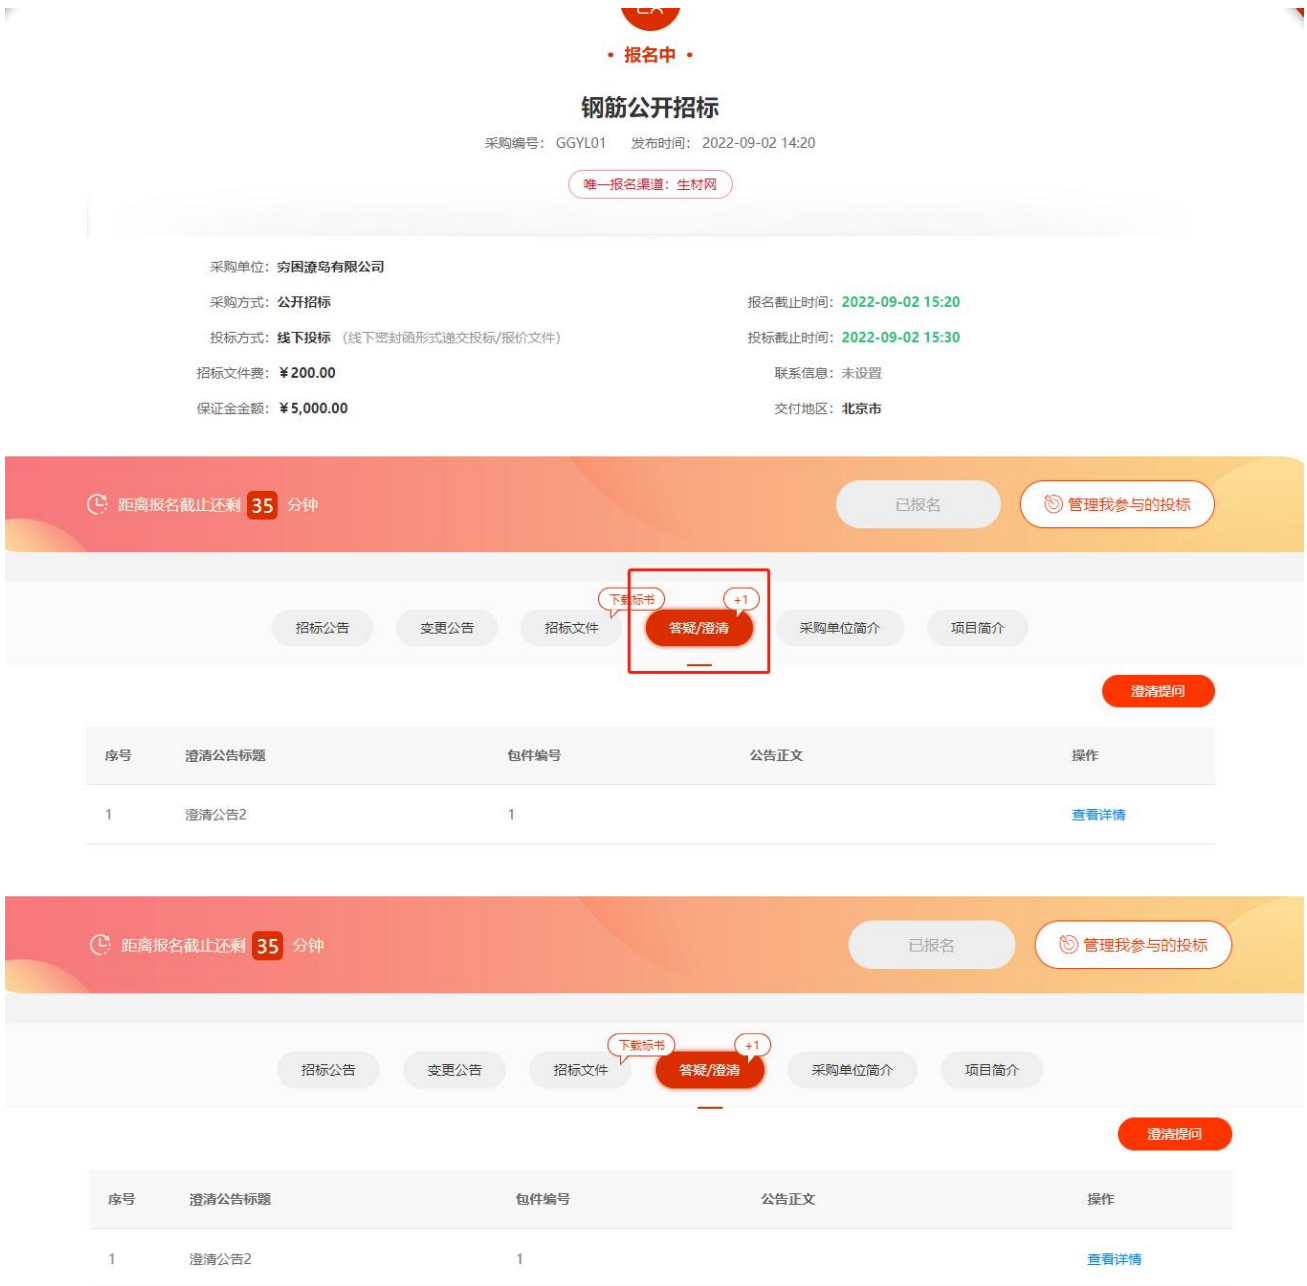 • 报名中 •
钢筋公开招标
采购编号： GGYL01 发布时间： 2022-09-02 14:20
唯一报名渠道：生材网
采购单位：穷困潦岛有限公司
采购方式：公开招标 报名截止时间：2022-09-02 15:20
投标方式：线下投标 （线下密封函形式递交投标/报价文件） 投标截止时间：2022-09-02 15:30
招标文件费：¥200.00 联系信息：未设置
保证金金额：¥5,000.00 交付地区：北京市
距离报名截止还剩 35 分钟 已报名 管理我参与的投标
下载标书 +1
招标公告 变更公告 招标文件 答疑/澄清 采购单位简介 项目简介
澄清提问
序号 澄清公告标题 包件编号 公告正文 操作
1 澄清公告2 1 查看详情
距离报名截止还剩 35 分钟 已报名 管理我参与的投标
下载标书 +1
招标公告 变更公告 招标文件 答疑/澄清 采购单位简介 项目简介
澄清提问
序号 澄清公告标题 包件编号 公告正文 操作
1 澄清公告2 1 查看详情